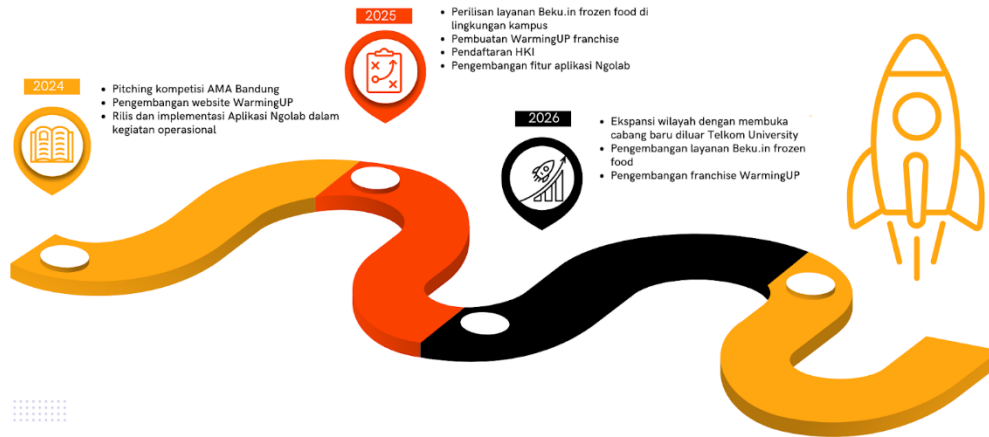 2024
• Pitching kompetisi AMA Bandung
• Pengembangan website WarmingUP
• Rilis dan implementasi Aplikasi Ngolab dalam
kegiatan operasional
2025
• Perilisan layanan Beku.in frozen food di
lingkungan kampus
• Pembuatan WarmingUP franchise
• Pendaftaran HKI
• Pengembangan fitur aplikasi Ngolab
2026
• Ekspansi wilayah dengan membuka
cabang baru diluar Telkom University
• Pengembangan layanan Beku.in frozen
food
• Pengembangan franchise WarmingUP